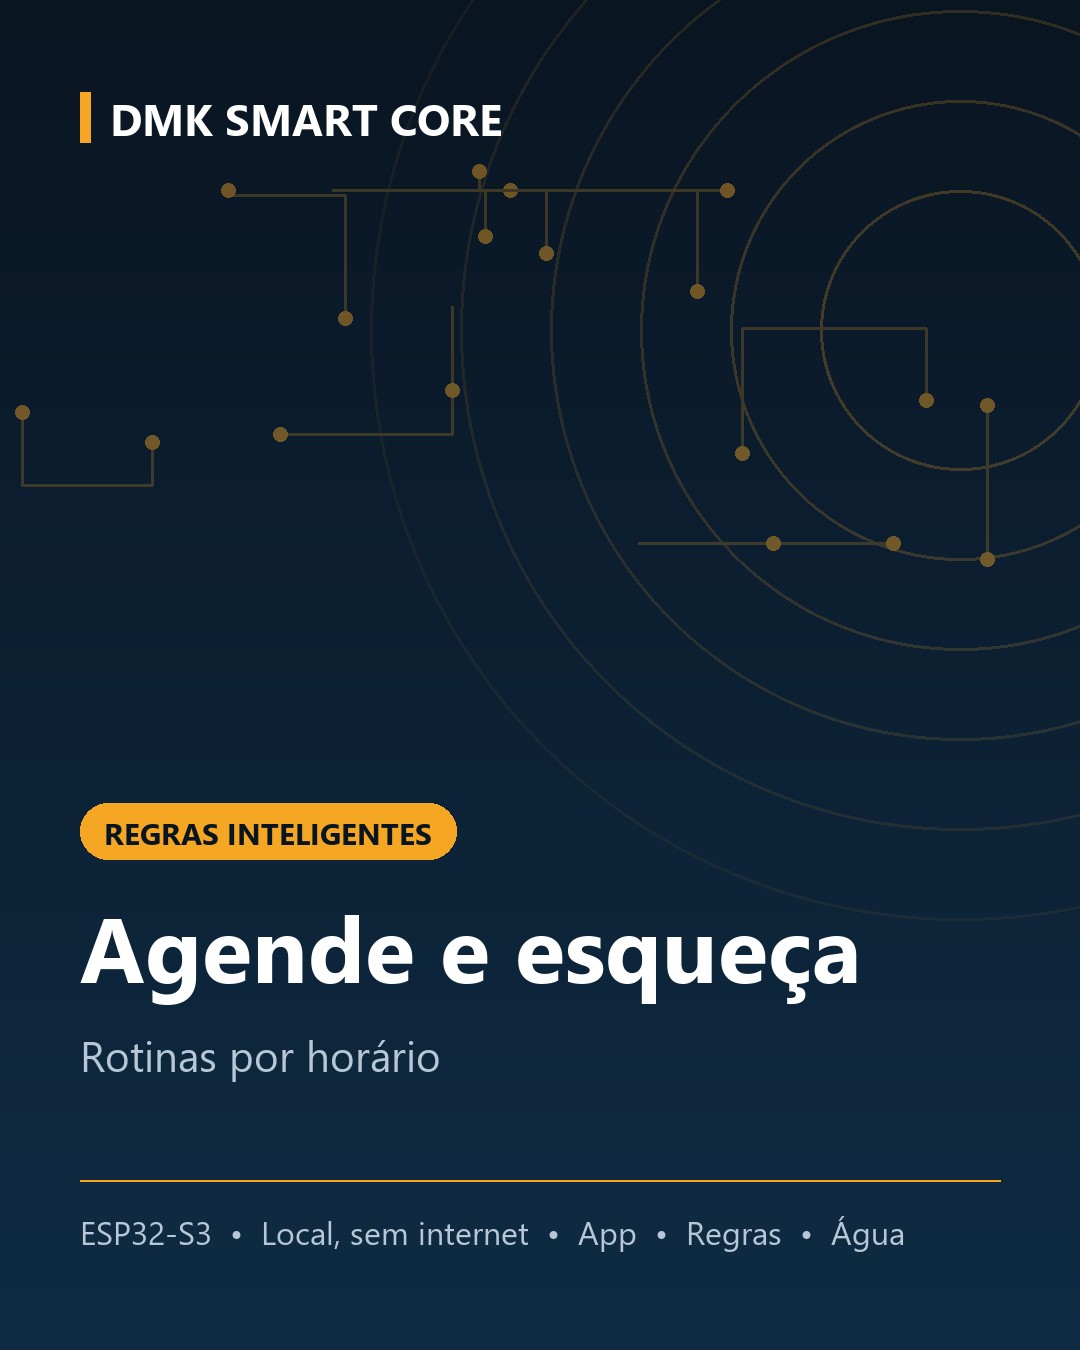 DMK SMART CORE
REGRAS INTELIGENTES
Agende e esqueça
Rotinas por horário
ESP32-S3 • Local, sem internet • App • Regras • Água